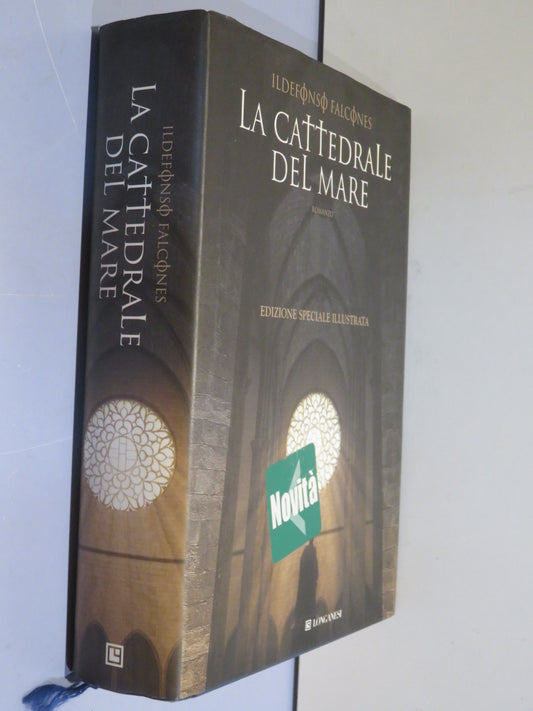 ILDEFONSO FALCONES
LA CATTEDRALE
DEL MARE
ROMANZO
EDIZIONE SPECIALE ILLUSTRATA
Novità
LONGANESI
ILDEFONSO FALCONES
LA CATTEDRALE
DEL MARE